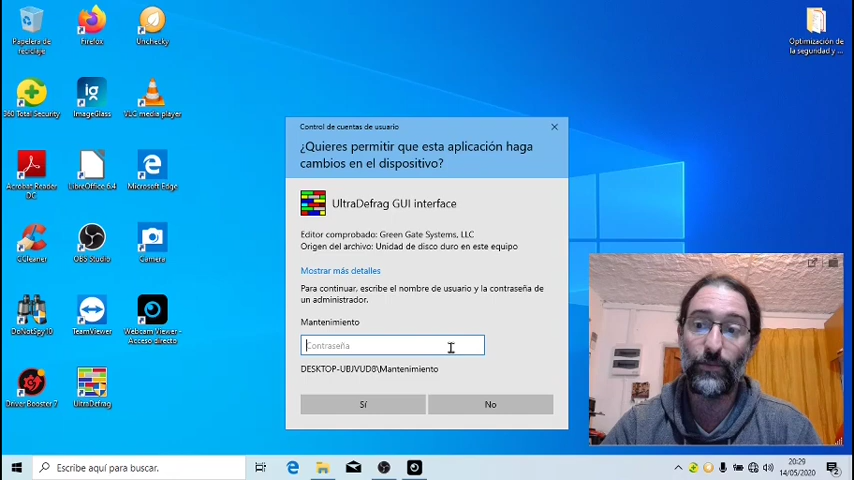 Papelera de
reciclaje
Firefox
Unchecky
Optimización de
la seguridad y ...
360 Total Security
ImageGlass
VLC media player
Acrobat Reader
DC
LibreOffice 6.4
Microsoft Edge
CCleaner
OBS Studio
Camera
DoNotSpy10
TeamViewer
Webcam Viewer -
Acceso directo
Driver Booster 7
UltraDefrag
Control de cuentas de usuario
¿Quieres permitir que esta aplicación haga
cambios en el dispositivo?
UltraDefrag GUI interface
Editor comprobado: Green Gate Systems, LLC
Origen del archivo: Unidad de disco duro en este equipo
Mostrar más detalles
Para continuar, escribe el nombre de usuario y la contraseña de
un administrador.
Mantenimiento
Contraseña
DESKTOP-UBJVUD8\Mantenimiento
Sí
No
Escribe aquí para buscar.
20:29
14/05/2020
2